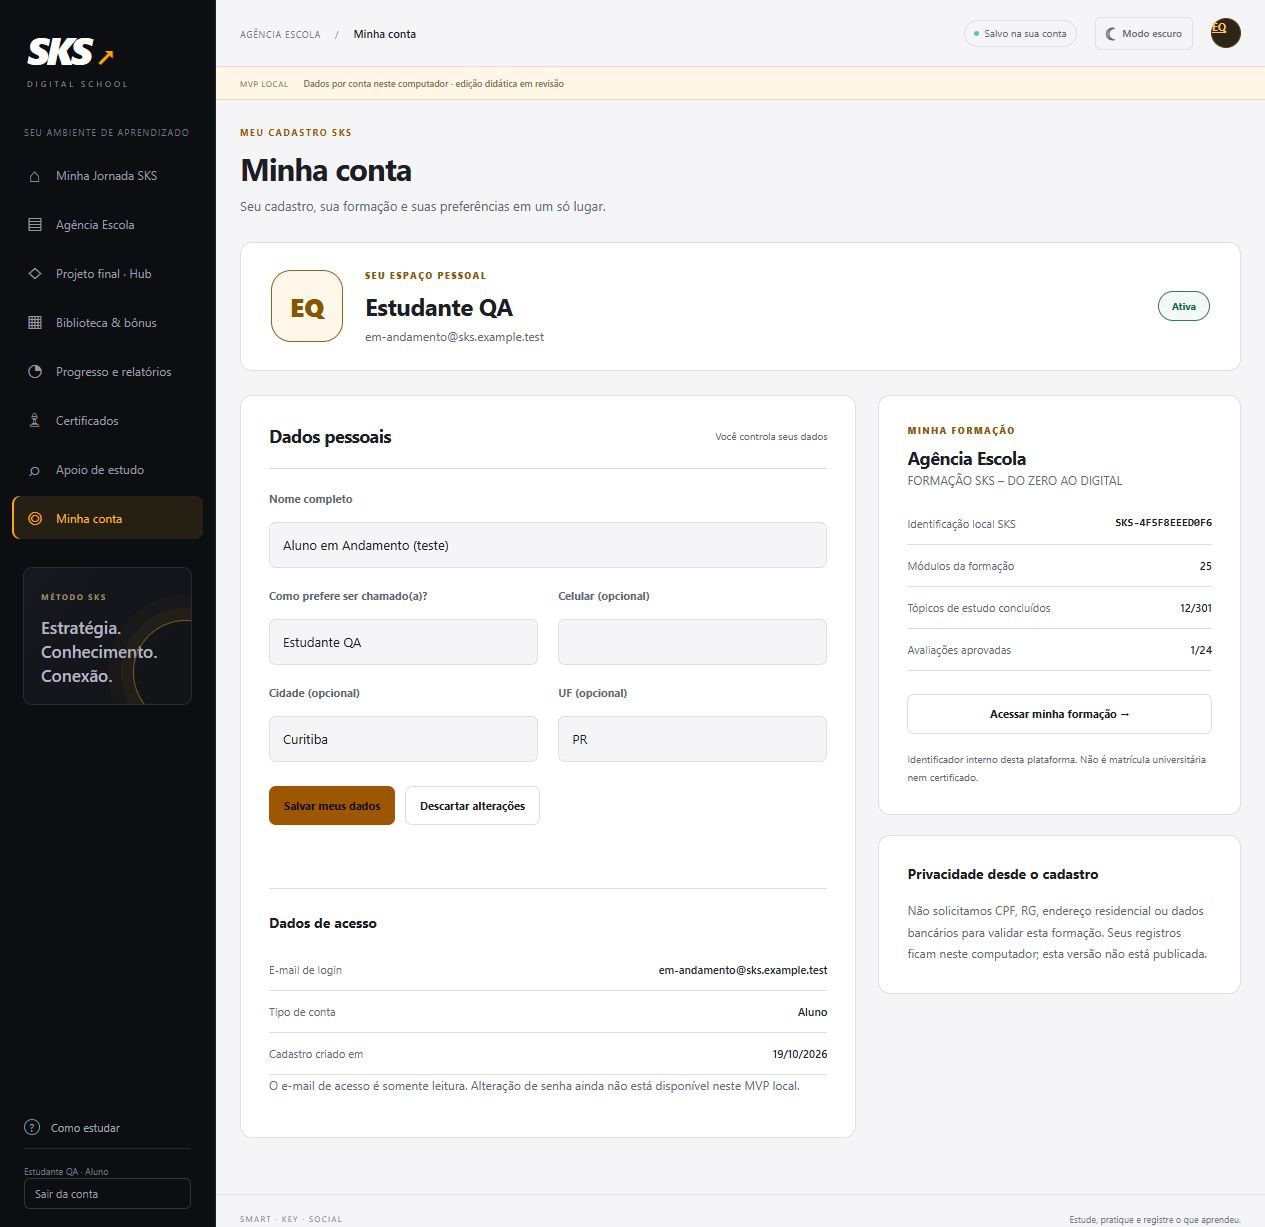 SKS
DIGITAL SCHOOL
SEU AMBIENTE DE APRENDIZADO
Minha Jornada SKS
Agência Escola
Projeto final · Hub
Biblioteca & bônus
Progresso e relatórios
Certificados
Apoio de estudo
Minha conta
MÉTODO SKS
Estratégia.
Conhecimento.
Conexão.
? Como estudar
Estudante QA · Aluno
Sair da conta
AGÊNCIA ESCOLA / Minha conta
Salvo na sua conta
Modo escuro
EQ
MVP LOCAL Dados por conta neste computador · edição didática em revisão
MEU CADASTRO SKS
Minha conta
Seu cadastro, sua formação e suas preferências em um só lugar.
EQ
SEU ESPAÇO PESSOAL
Estudante QA
em-andamento@sks.example.test
Ativa
Dados pessoais
Você controla seus dados
Nome completo
Aluno em Andamento (teste)
Como prefere ser chamado(a)? Celular (opcional)
Estudante QA
Cidade (opcional) UF (opcional)
Curitiba PR
Salvar meus dados Descartar alterações
Dados de acesso
E-mail de login em-andamento@sks.example.test
Tipo de conta Aluno
Cadastro criado em 19/10/2026
O e-mail de acesso é somente leitura. Alteração de senha ainda não está disponível neste MVP local.
MINHA FORMAÇÃO
Agência Escola
FORMAÇÃO SKS – DO ZERO AO DIGITAL
Identificação local SKS SKS-4F5F8EEED0F6
Módulos da formação 25
Tópicos de estudo concluídos 12/301
Avaliações aprovadas 1/24
Acessar minha formação →
Identificador interno desta plataforma. Não é matrícula universitária
nem certificado.
Privacidade desde o cadastro
Não solicitamos CPF, RG, endereço residencial ou dados
bancários para validar esta formação. Seus registros
ficam neste computador; esta versão não está publicada.
SMART · KEY · SOCIAL
Estude, pratique e registre o que aprendeu.